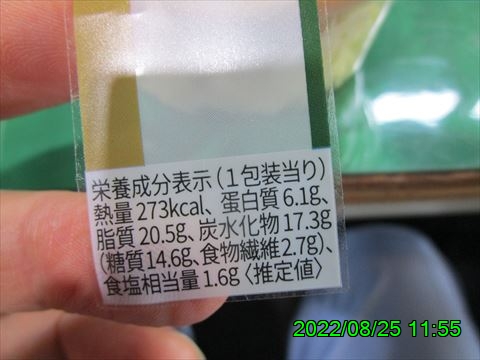 栄養成分表示(1包装当り)
熱量273kcal、蛋白質6.1g、
脂質20.5g、炭水化物17.3g
(糖質14.6g、食物繊維2.7g)、
食塩相当量1.6g〈推定値〉
2022/08/25 11:55